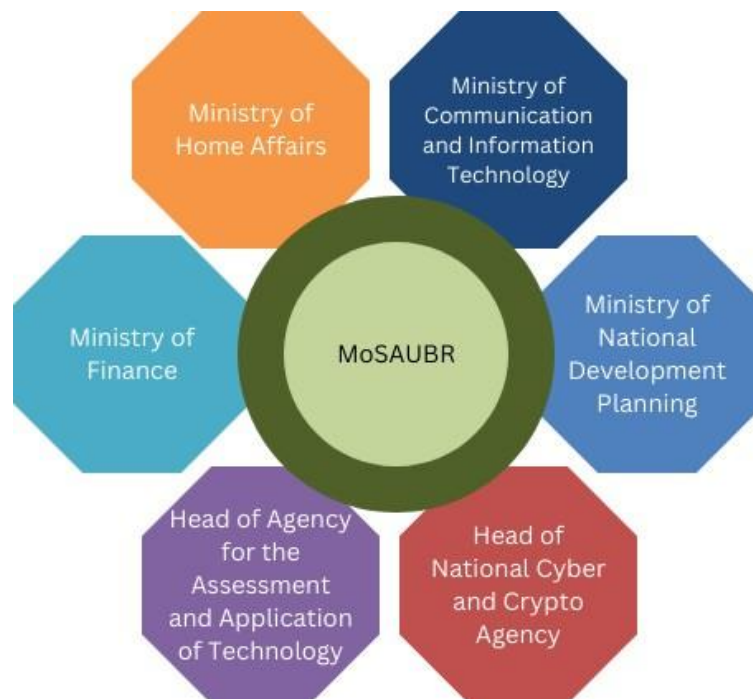 Ministry of
Home Affairs
Ministry of
Communication
and Information
Technology
Ministry of
Finance
MoSAUBR
Ministry of
National
Development
Planning
Head of Agency
for the
Assessment
and Application
of Technology
Head of
National Cyber
and Crypto
Agency